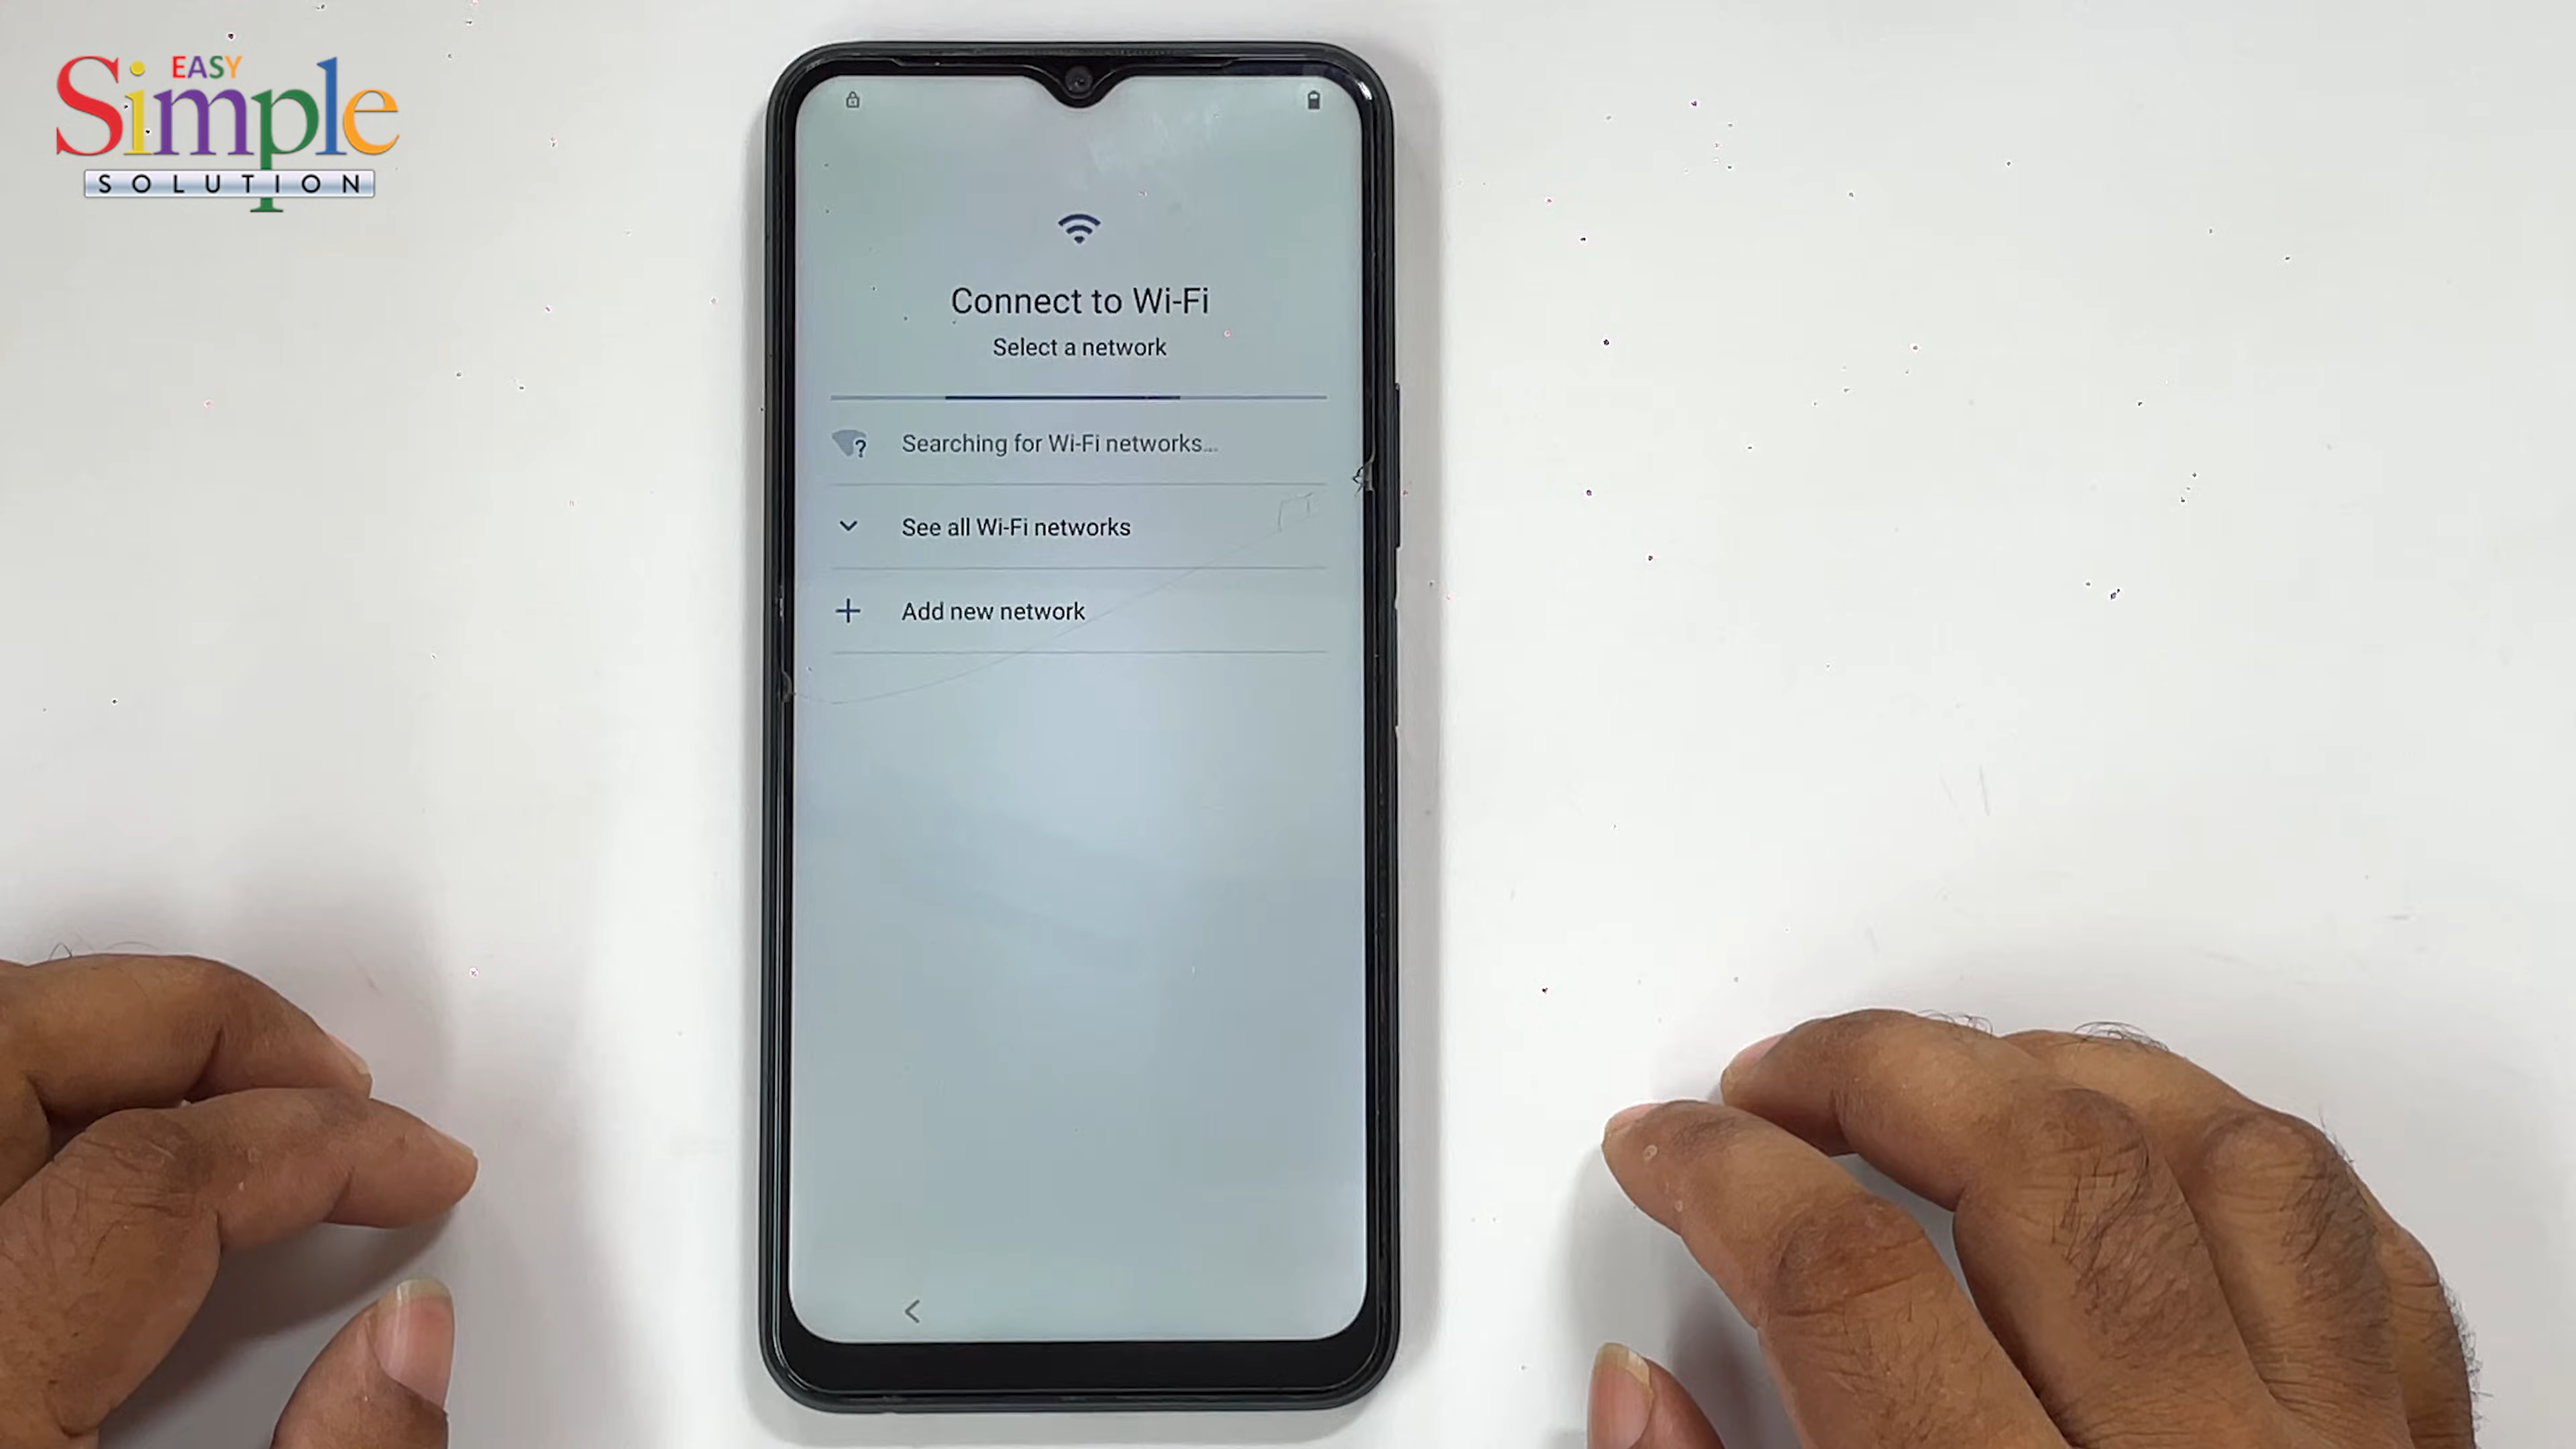 EASY
Simple
SOLUTION
Connect to Wi-Fi
Select a network
Searching for Wi-Fi networks...
See all Wi-Fi networks
Add new network